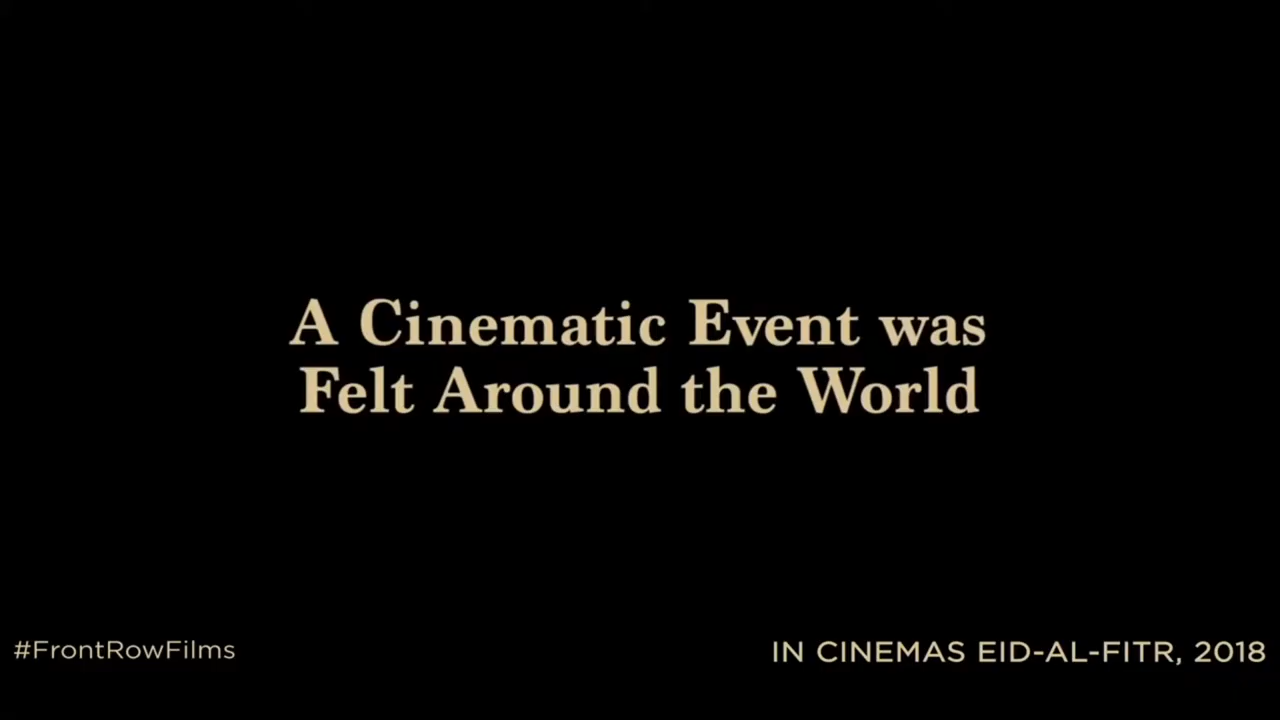 A Cinematic Event was
Felt Around the World
#FrontRowFilms
IN CINEMAS EID-AL-FITR, 2018